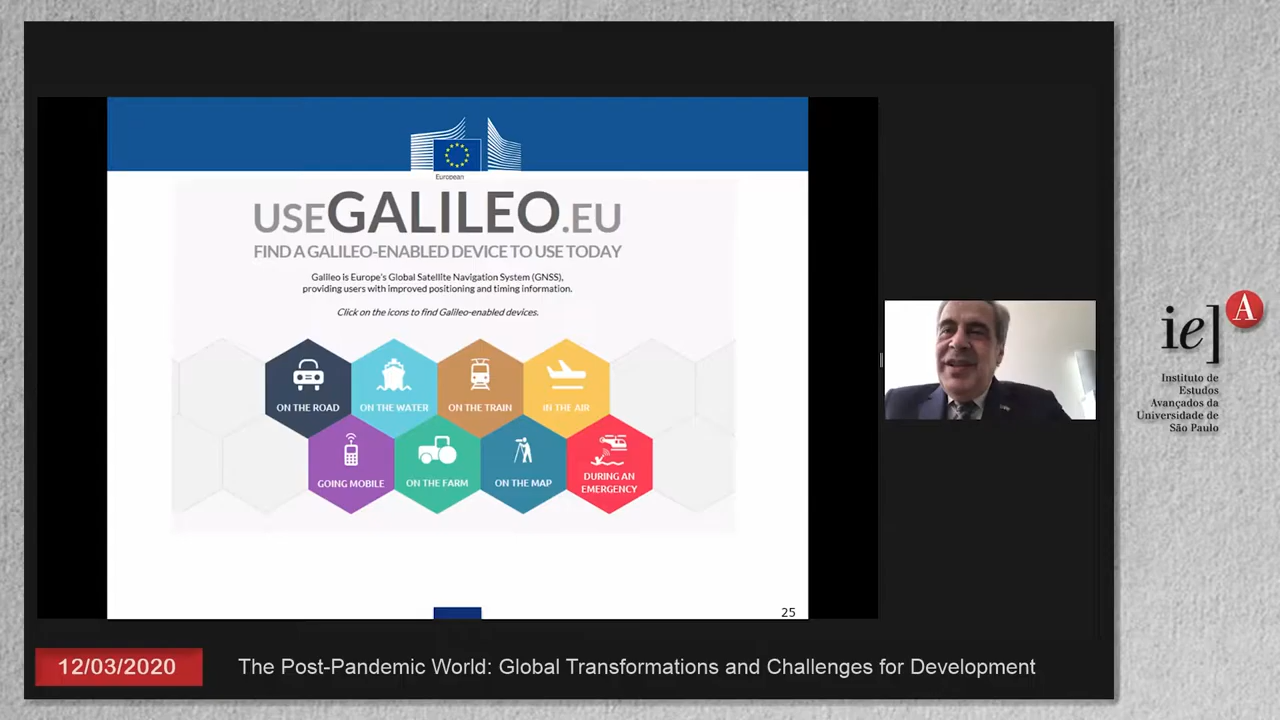 European
USEGALILEO.EU
FIND A GALILEO-ENABLED DEVICE TO USE TODAY
Galileo is Europe's Global Satellite Navigation System (GNSS),
providing users with improved positioning and timing information.
Click on the icons to find Galileo-enabled devices.
ON THE ROAD
ON THE WATER
ON THE TRAIN
IN THE AIR
GOING MOBILE
ON THE FARM
ON THE MAP
DURING AN
EMERGENCY
25
ie] A
Instituto de
Estudos
Avançados da
Universidade de
São Paulo
12/03/2020
The Post-Pandemic World: Global Transformations and Challenges for Development